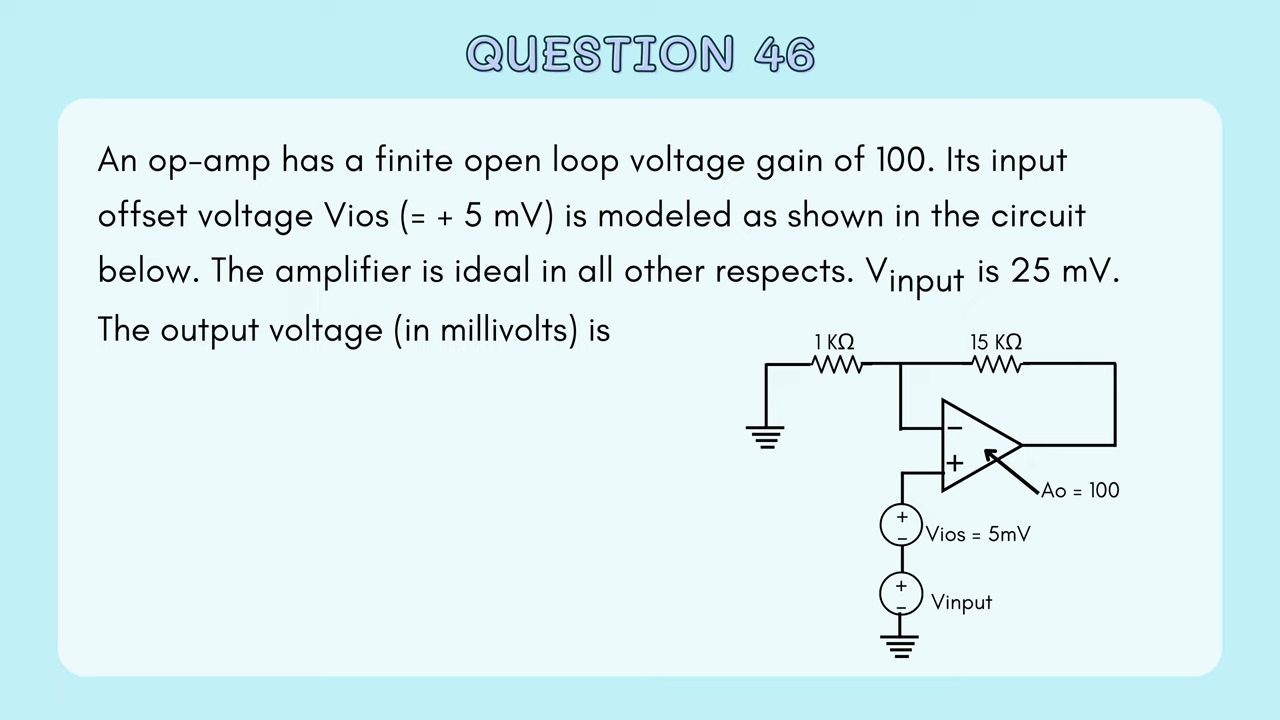 QUESTION 46
An op-amp has a finite open loop voltage gain of 100. Its input
offset voltage Vios (= + 5 mV) is modeled as shown in the circuit
below. The amplifier is ideal in all other respects. Vinput is 25 mV.
The output voltage (in millivolts) is
1 KΩ
15 KΩ
−
+
Ao = 100
+
−
Vios = 5mV
+
−
Vinput